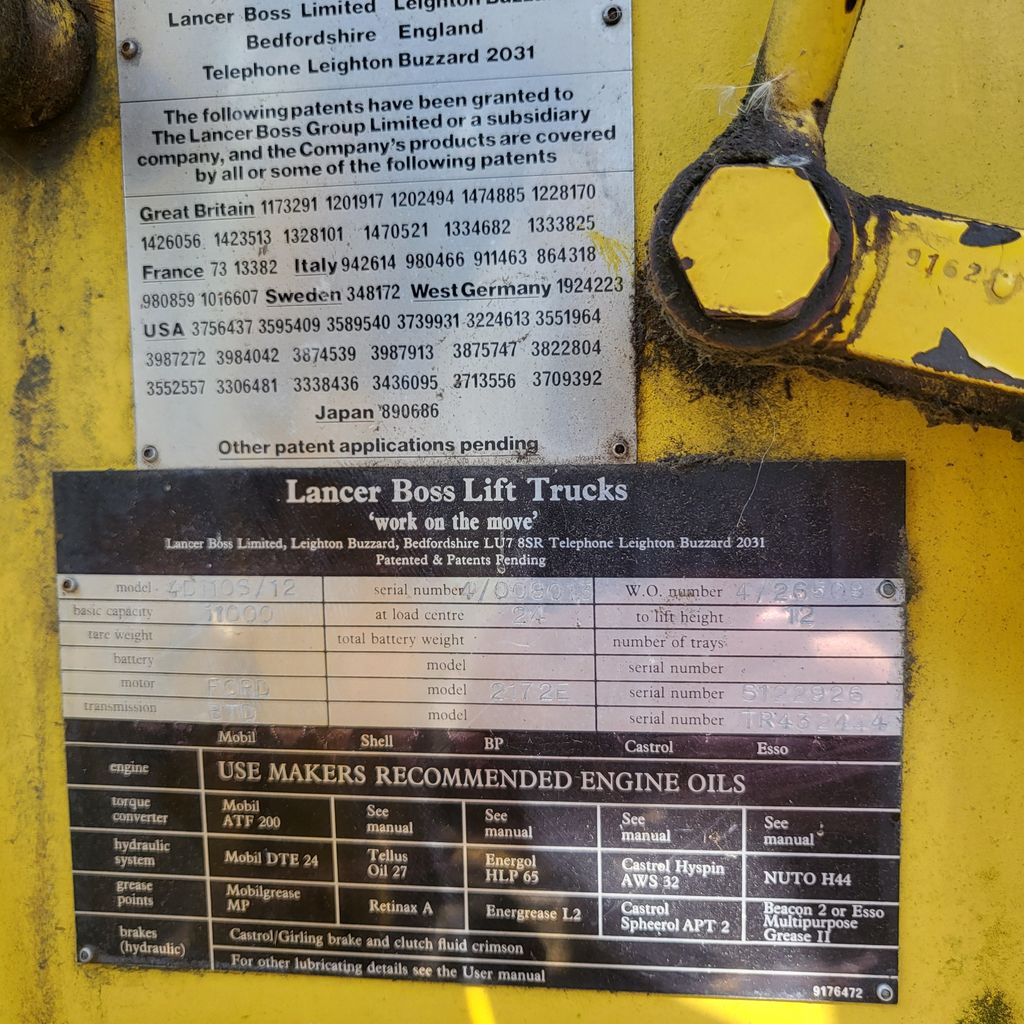 Lancer Boss Limited Leighton
Bedfordshire England
Telephone Leighton Buzzard 2031
The following patents have been granted to
The Lancer Boss Group Limited or a subsidiary
company, and the Company's products are covered
by all or some of the following patents
Great Britain 1173291 1201917 1202494 1474885 1228170
1426056 1423513 1328101 1470521 1334682 1333825
France 73 13382 Italy 942614 980466 911463 864318
980859 1016607 Sweden 348172 West Germany 1924223
USA 3756437 3595409 3589540 3739931 3224613 3551964
3987272 3984042 3874539 3987913 3875747 3822804
3552557 3306481 3338436 3436095 3713556 3709392
Japan 890686
Other patent applications pending
9162
Lancer Boss Lift Trucks
'work on the move'
Lancer Boss Limited, Leighton Buzzard, Bedfordshire LU7 8SR Telephone Leighton Buzzard 2031
Patented & Patents Pending
model serial number W.O. number
basic capacity 11000 at load centre 24 to lift height 12
tare weight total battery weight number of trays
battery model serial number
motor FORD model 2172E serial number
transmission model serial number
Mobil Shell BP Castrol Esso
engine USE MAKERS RECOMMENDED ENGINE OILS
torque converter Mobil ATF 200 See manual See manual See manual See manual
hydraulic system Mobil DTE 24 Tellus Oil 27 Energol HLP 65 Castrol Hyspin AWS 32 NUTO H44
grease points Mobilgrease MP Retinax A Energrease L2 Castrol Spheerol APT 2 Beacon 2 or Esso Multipurpose Grease II
brakes (hydraulic) Castrol/Girling brake and clutch fluid crimson
For other lubricating details see the User manual
9176472